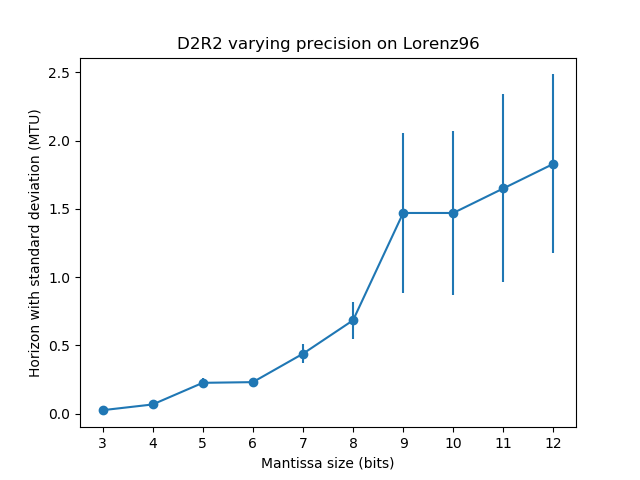 D2R2 varying precision on Lorenz96
Horizon with standard deviation (MTU)
2.5
2.0
1.5
1.0
0.5
0.0
3 4 5 6 7 8 9 10 11 12
Mantissa size (bits)